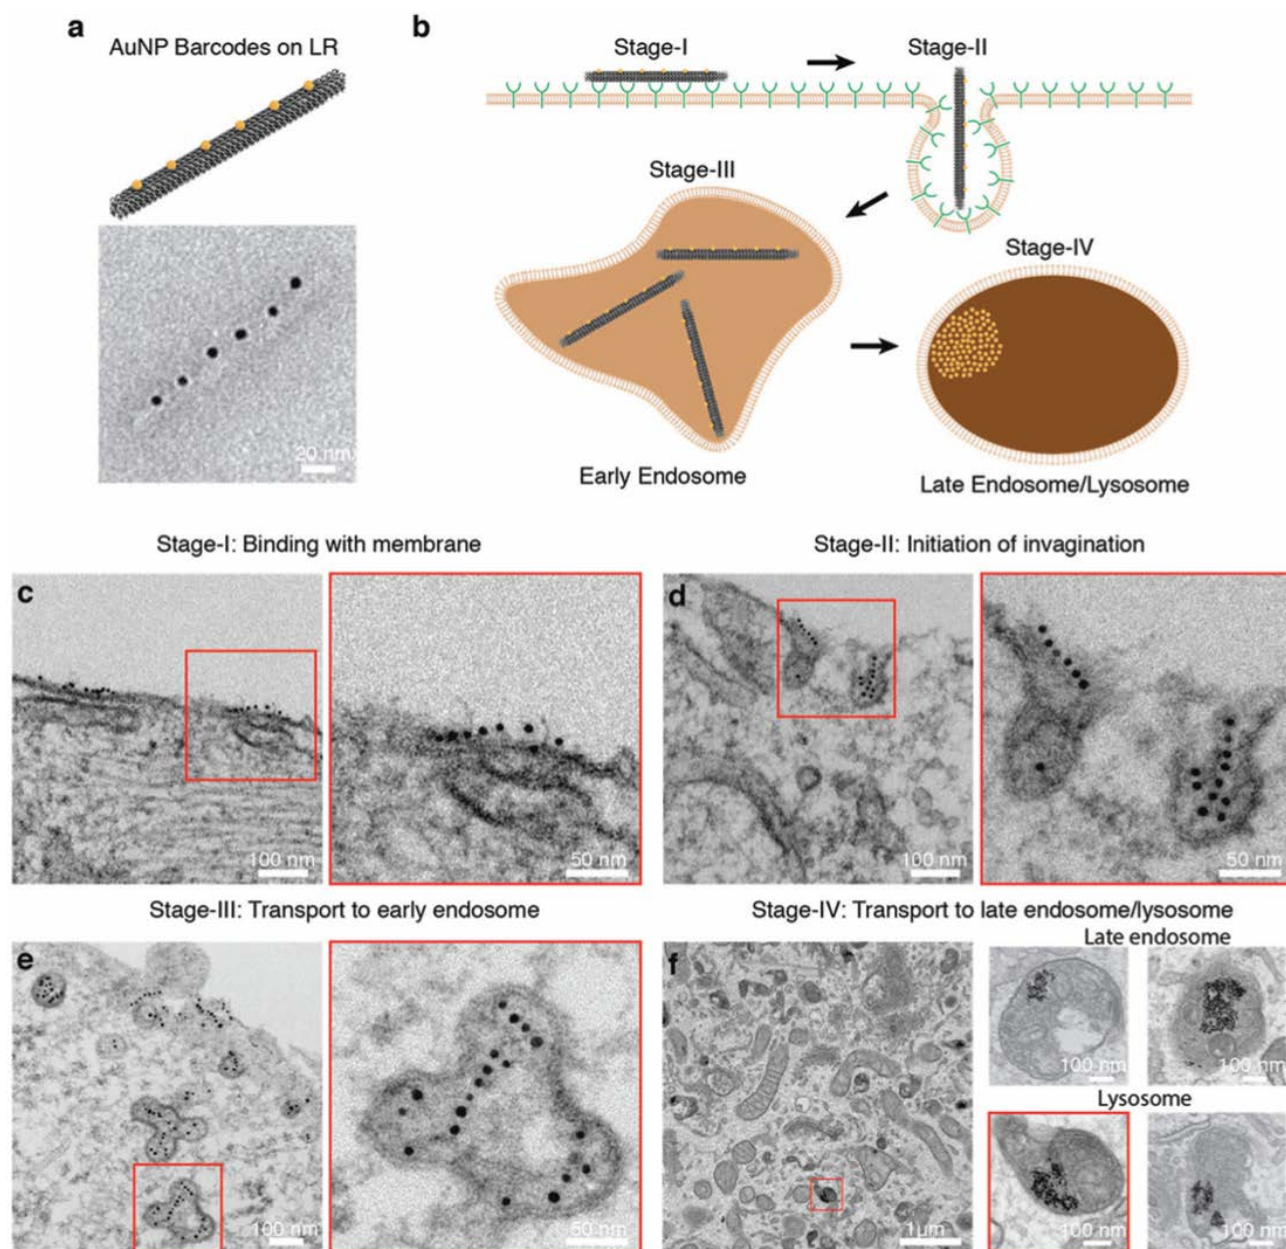 a
AuNP Barcodes on LR
20 nm
b
Stage-I
Stage-II
Stage-III
Stage-IV
Early Endosome
Late Endosome/Lysosome
Stage-I: Binding with membrane
Stage-II: Initiation of invagination
c
100 nm
50 nm
d
100 nm
50 nm
Stage-III: Transport to early endosome
Stage-IV: Transport to late endosome/lysosome
e
100 nm
50 nm
f
1μm
Late endosome
100 nm
100 nm
Lysosome
100 nm
100 nm